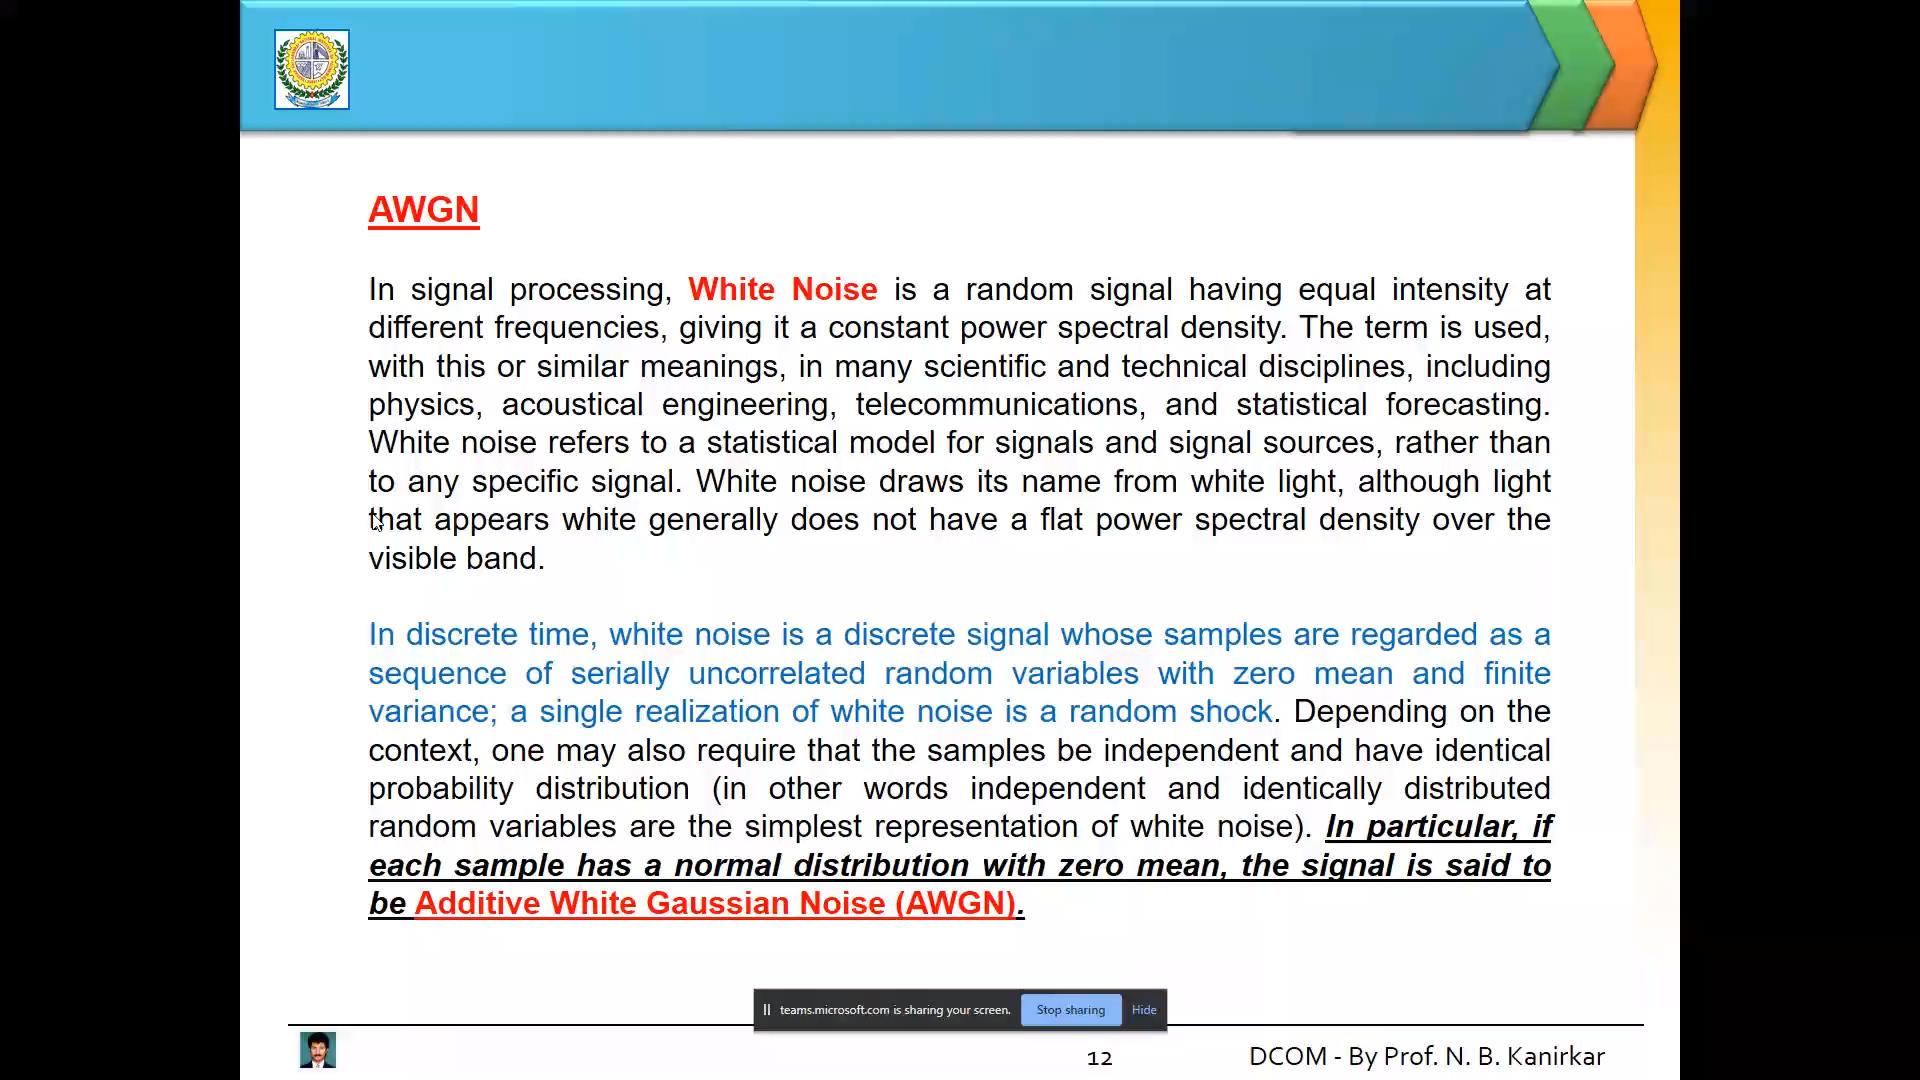 AWGN
In signal processing, White Noise is a random signal having equal intensity at
different frequencies, giving it a constant power spectral density. The term is used,
with this or similar meanings, in many scientific and technical disciplines, including
physics, acoustical engineering, telecommunications, and statistical forecasting.
White noise refers to a statistical model for signals and signal sources, rather than
to any specific signal. White noise draws its name from white light, although light
that appears white generally does not have a flat power spectral density over the
visible band.
In discrete time, white noise is a discrete signal whose samples are regarded as a
sequence of serially uncorrelated random variables with zero mean and finite
variance; a single realization of white noise is a random shock. Depending on the
context, one may also require that the samples be independent and have identical
probability distribution (in other words independent and identically distributed
random variables are the simplest representation of white noise). In particular, if
each sample has a normal distribution with zero mean, the signal is said to
be Additive White Gaussian Noise (AWGN).
teams.microsoft.com is sharing your screen. Stop sharing Hide
12 DCOM - By Prof. N. B. Kanirkar